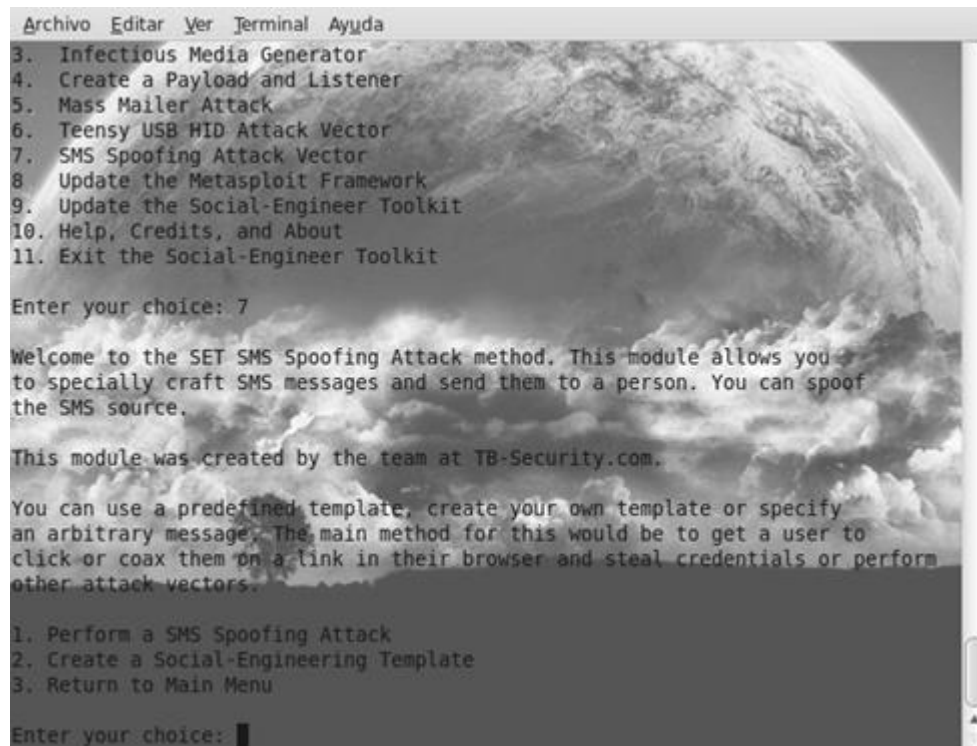 Archivo Editar Ver Terminal Ayuda
3. Infectious Media Generator
4. Create a Payload and Listener
5. Mass Mailer Attack
6. Teensy USB HID Attack Vector
7. SMS Spoofing Attack Vector
8 Update the Metasploit Framework
9. Update the Social-Engineer Toolkit
10. Help, Credits, and About
11. Exit the Social-Engineer Toolkit
Enter your choice: 7
Welcome to the SET SMS Spoofing Attack method. This module allows you
to specially craft SMS messages and send them to a person. You can spoof
the SMS source.
This module was created by the team at TB-Security.com.
You can use a predefined template, create your own template or specify
an arbitrary message. The main method for this would be to get a user to
click or coax them on a link in their browser and steal credentials or perform
other attack vectors.
1. Perform a SMS Spoofing Attack
2. Create a Social-Engineering Template
3. Return to Main Menu
Enter your choice: